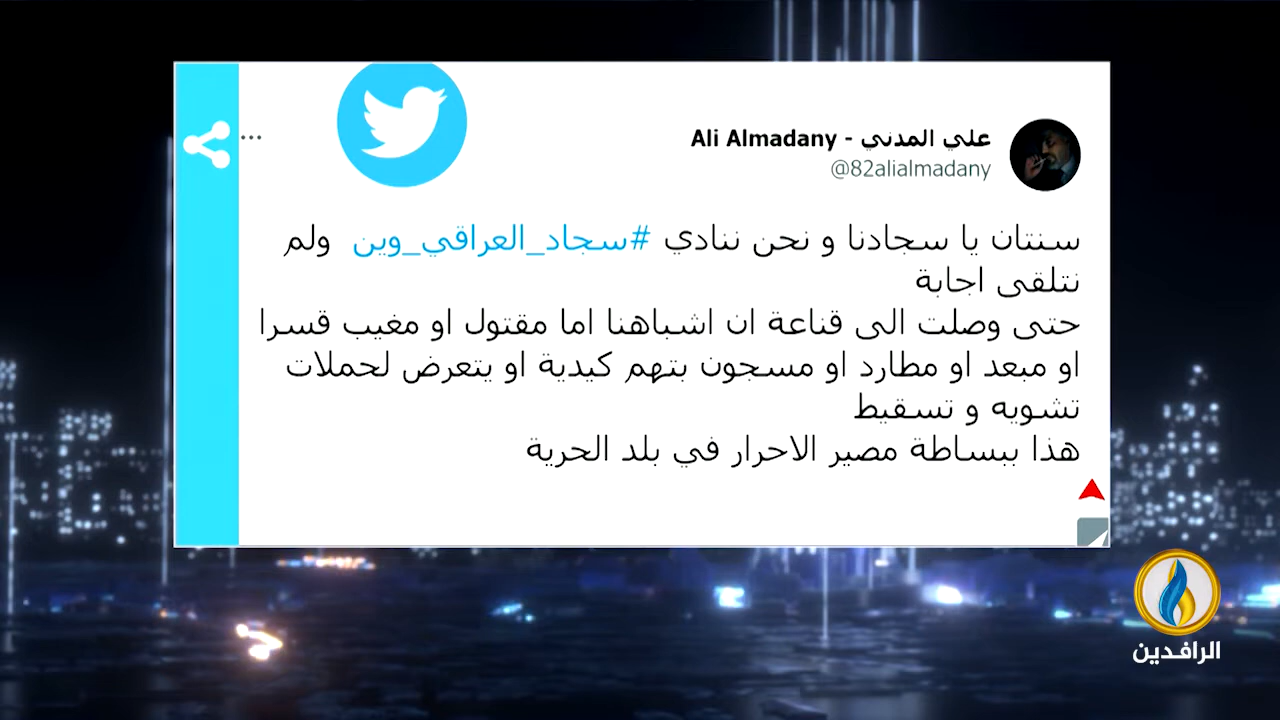 علي المدني - Ali Almadany
@82alialmadany
سنتان يا سجادنا و نحن ننادي #سجاد_العراقي_وين ولم
نتلقى اجابة
حتى وصلت الى قناعة ان اشباهنا اما مقتول او مغيب قسرا
او مبعد او مطارد او مسجون بتهم كيدية او يتعرض لحملات
تشويه و تسقيط
هذا ببساطة مصير الاحرار في بلد الحرية
الرافدين